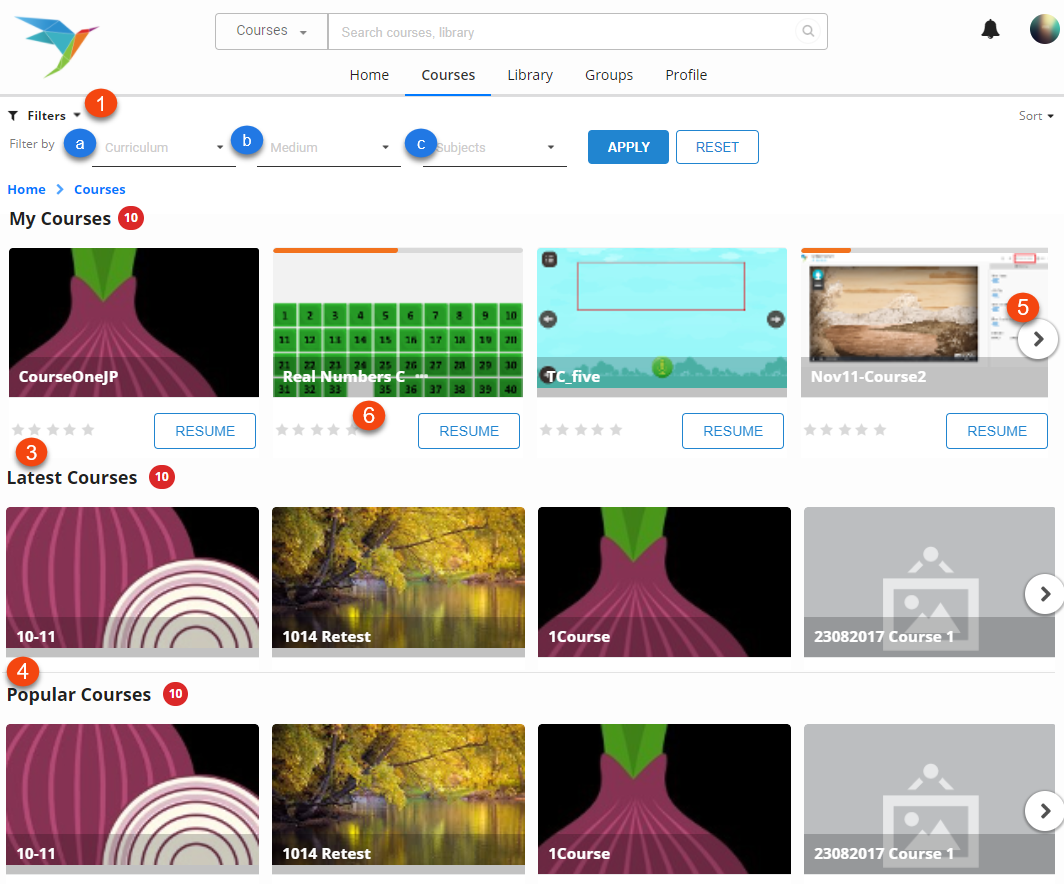 Courses
Search courses, library
Home Courses Library Groups Profile
1
Filters
Sort
Filter by a Curriculum b Medium c Subjects APPLY RESET
Home > Courses
My Courses 10
1 2 3 4 5 6 7 8 9 10
11 12 13 14 15 16 17 18 19 20
21 26 27 28 29 30
31 32 33 35 36 37 38 39 40
5
CourseOneJP Real Numbers C ... TC_five Nov11-Course2
6
RESUME RESUME RESUME RESUME
3
Latest Courses 10
10-11 1014 Retest 1Course 23082017 Course 1
4
Popular Courses 10
10-11 1014 Retest 1Course 23082017 Course 1